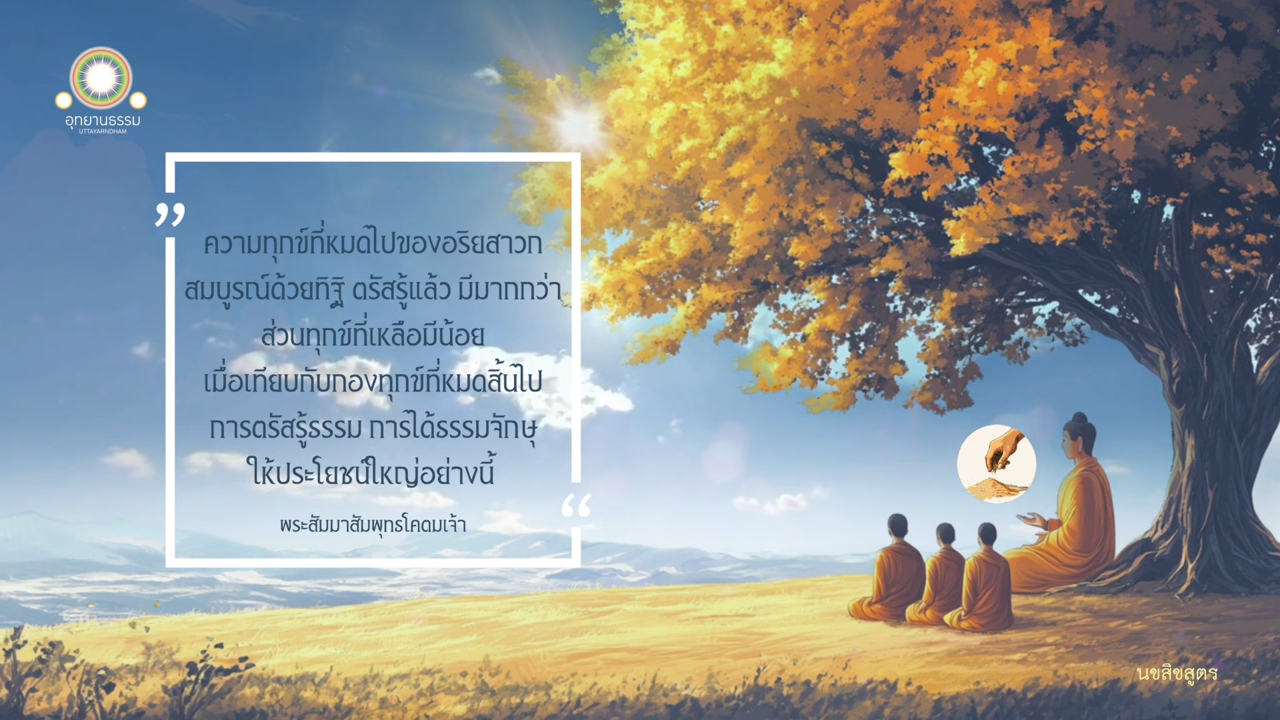 อุทยานธรรม
UTTAYARNDHAM
ความทุกข์ที่หมดไปของอริยสาวก
สมบูรณ์ด้วยทิฐิ ตรัสรู้แล้ว มีมากกว่า
ส่วนทุกข์ที่เหลือมีน้อย
เมื่อเทียบกับกองทุกข์ที่หมดสิ้นไป
การตรัสรู้ธรรม การได้ธรรมจักษุ
ให้ประโยชน์ใหญ่อย่างนี้
พระสัมมาสัมพุทธโคดมเจ้า
นขสิขสูตร